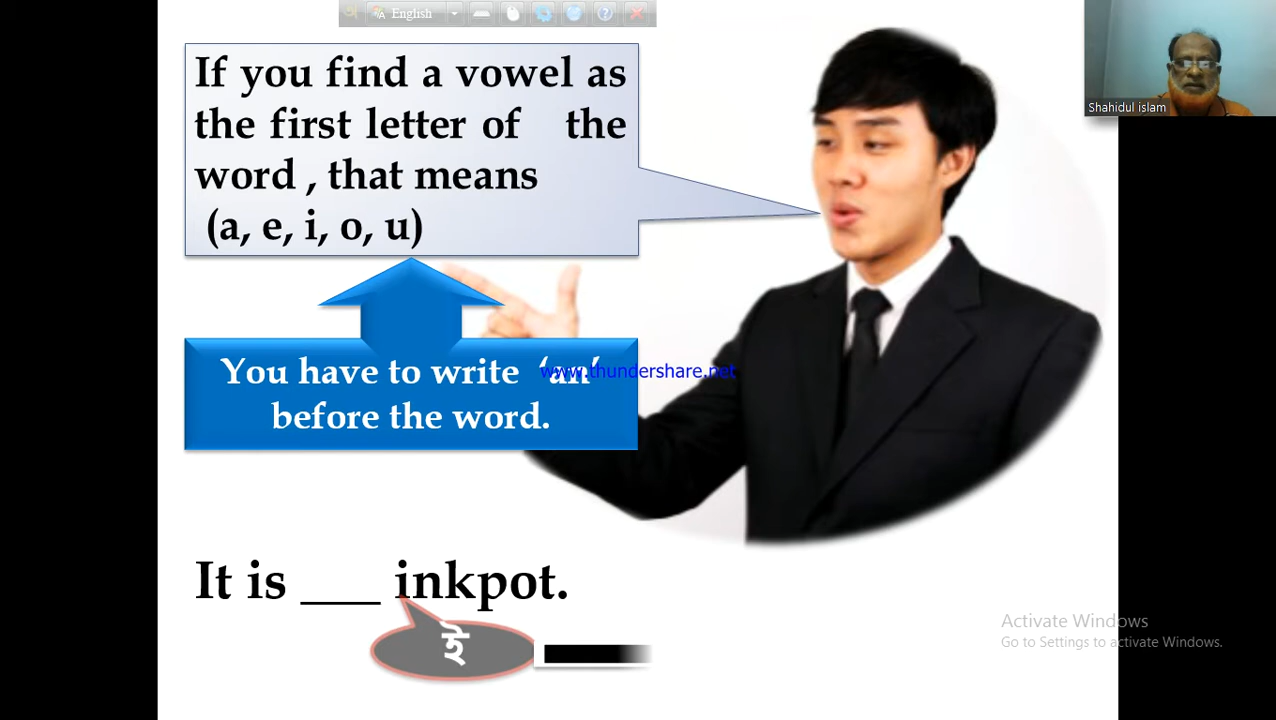 English
If you find a vowel as
the first letter of the
word , that means
(a, e, i, o, u)
Shahidul islam
You have to write ‘an’
before the word.
www.thundershare.net
It is ___ inkpot.
ই
Activate Windows
Go to Settings to activate Windows.